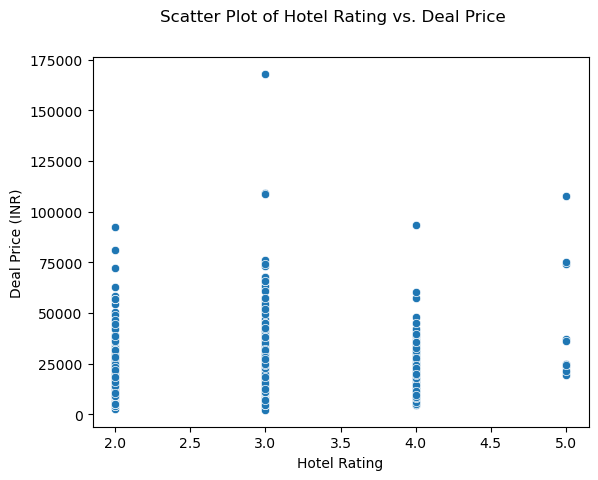 Scatter Plot of Hotel Rating vs. Deal Price
175000
150000
125000
100000
75000
50000
25000
0
Deal Price (INR)
2.0 2.5 3.0 3.5 4.0 4.5 5.0
Hotel Rating